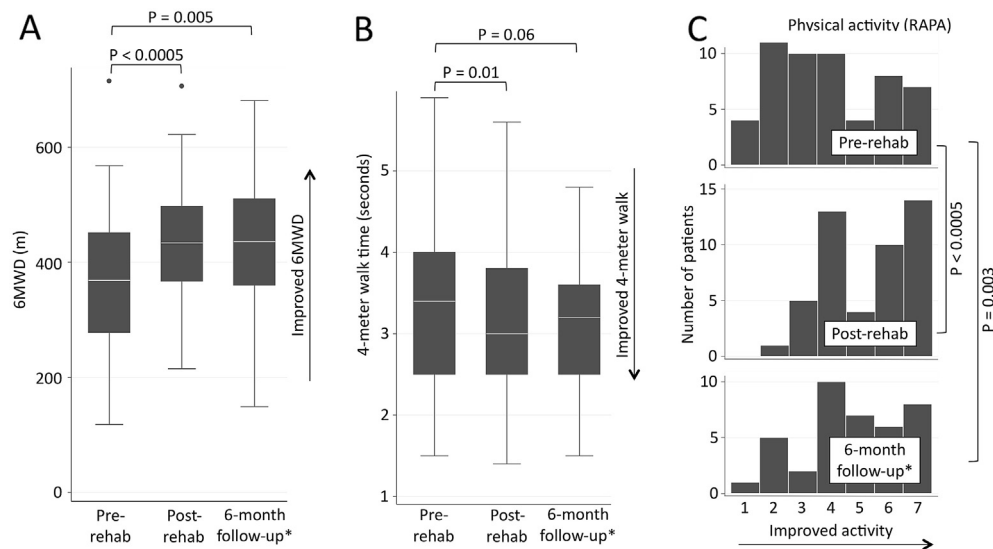 A
P = 0.005
P < 0.0005
6MWD (m)
600
400
200
0
Improved 6MWD
Pre-
rehab
Post-
rehab
6-month
follow-up*
B
P = 0.06
P = 0.01
4-meter walk time (seconds)
5
4
3
2
1
Improved 4-meter walk
Pre-
rehab
Post-
rehab
6-month
follow-up*
C
Physical activity (RAPA)
Number of patients
10
5
0
Pre-rehab
15
10
5
0
Post-rehab
10
5
0
6-month
follow-up*
1 2 3 4 5 6 7
Improved activity
P < 0.0005
P = 0.003